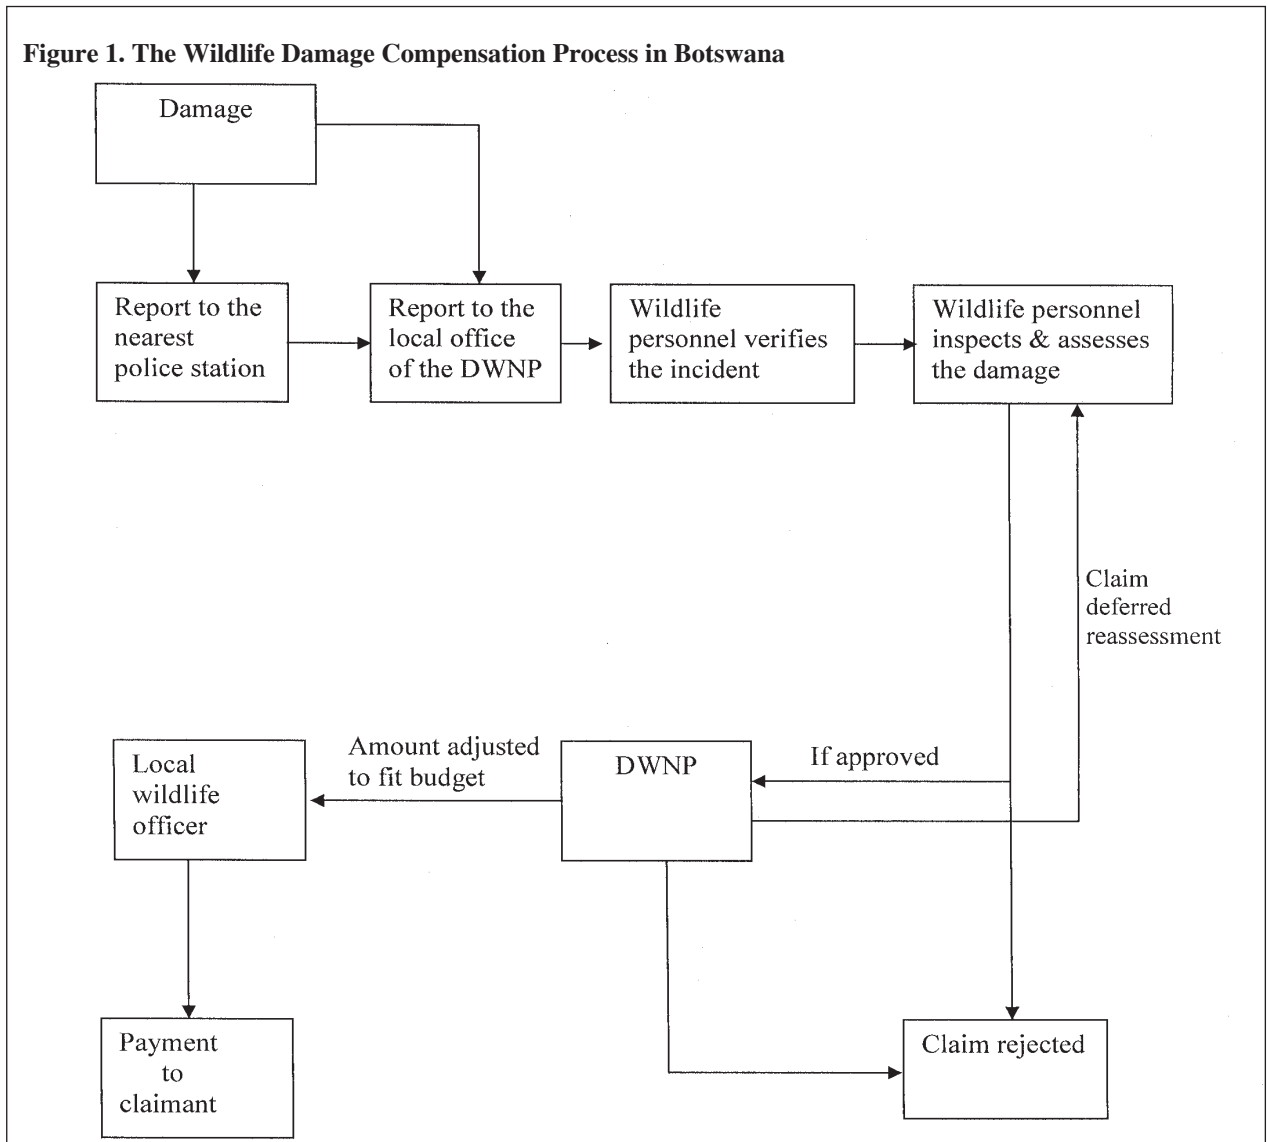 Figure 1. The Wildlife Damage Compensation Process in Botswana
Damage
Report to the
nearest
police station
Report to the
local office
of the DWNP
Wildlife
personnel verifies
the incident
Wildlife personnel
inspects & assesses
the damage
Claim
deferred
reassessment
Local
wildlife
officer
Amount adjusted
to fit budget
DWNP
If approved
Payment
to
claimant
Claim rejected